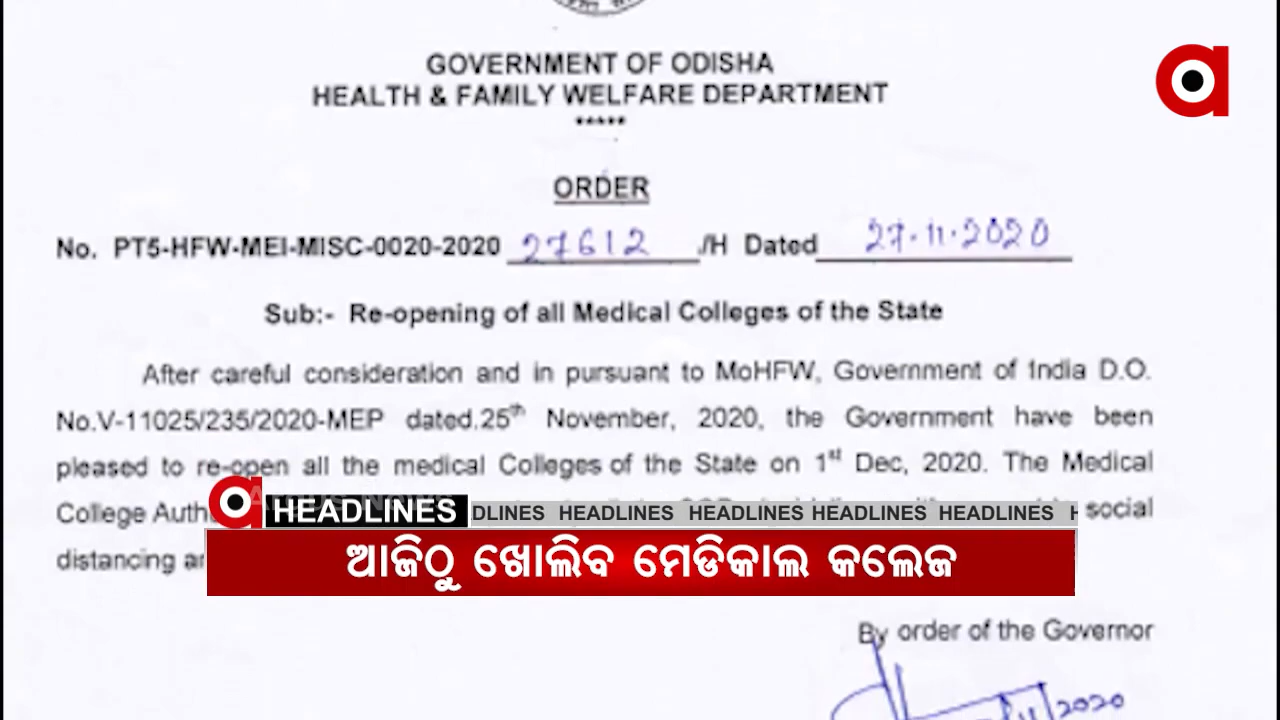 GOVERNMENT OF ODISHA
HEALTH & FAMILY WELFARE DEPARTMENT
*****
ORDER
No. PT5-HFW-MEI-MISC-0020-2020 27612 /H Dated 27.11.2020
Sub:- Re-opening of all Medical Colleges of the State
After careful consideration and in pursuant to MoHFW, Government of India D.O.
No.V-11025/235/2020-MEP dated.25th November, 2020, the Government have been
pleased to re-open all the medical Colleges of the State on 1st Dec, 2020. The Medical
College social
distancing
HEADLINES DLINES HEADLINES HEADLINES HEADLINES HEADLINES
ଆଜିଠୁ ଖୋଲିବ ମେଡିକାଲ କଲେଜ
By order of the Governor
2020